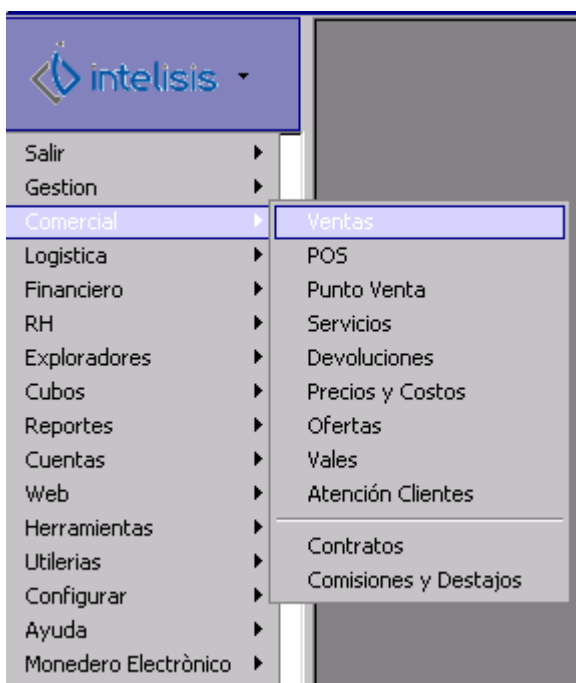 intelisis
Salir
Gestion
Comercial
Logistica
Financiero
RH
Exploradores
Cubos
Reportes
Cuentas
Web
Herramientas
Utilerias
Configurar
Ayuda
Monedero Electrònico
Ventas
POS
Punto Venta
Servicios
Devoluciones
Precios y Costos
Ofertas
Vales
Atención Clientes
Contratos
Comisiones y Destajos